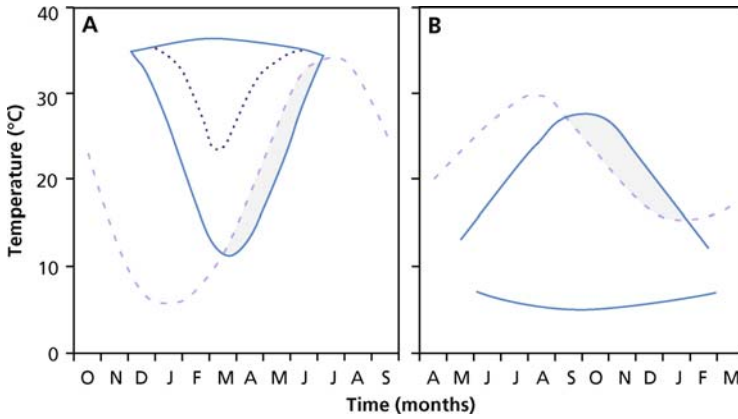 A
B
Temperature (°C)
40
30
20
10
0
O N D J F M A M J J A S
A M J J A S O N D J F M
Time (months)